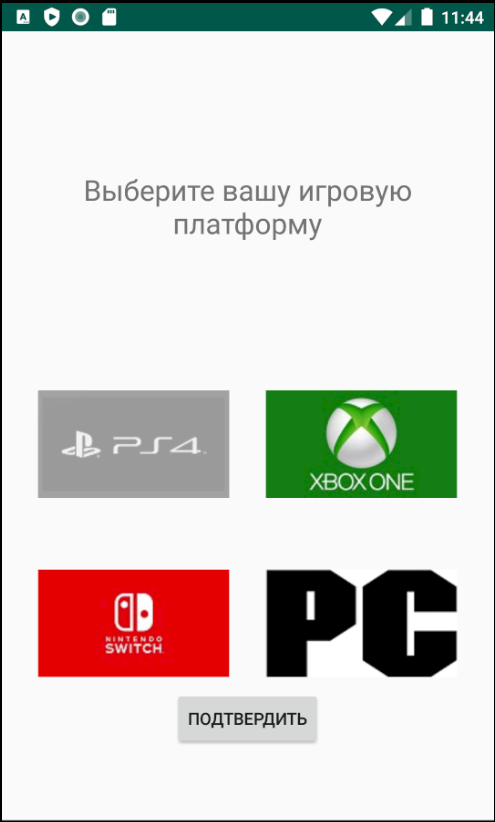 11:44
Выберите вашу игровую
платформу
PS4
XBOX ONE
NINTENDO
SWITCH
PC
ПОДТВЕРДИТЬ